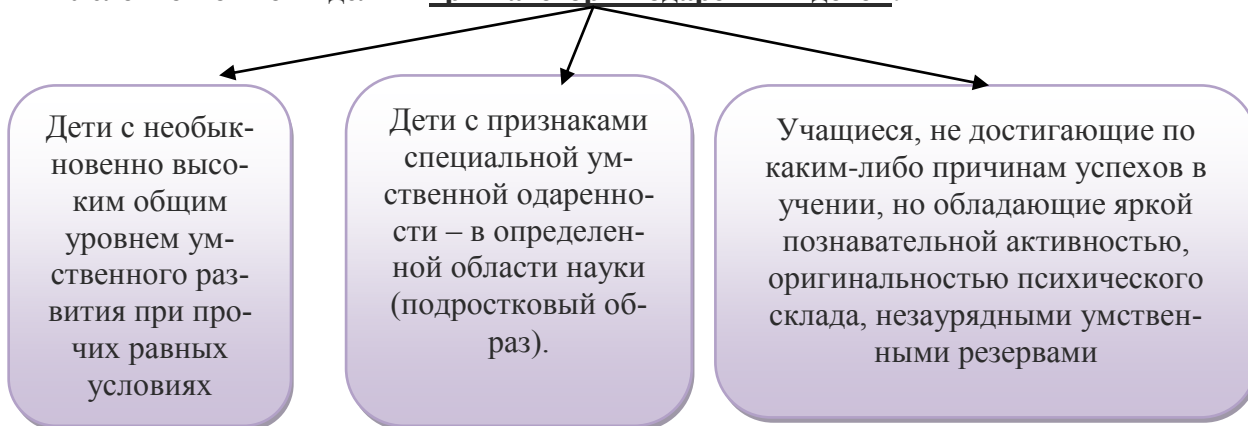 Дети с необык-
новенно высо-
ким общим
уровнем ум-
ственного раз-
вития при про-
чих равных
условиях
Дети с признаками
специальной ум-
ственной одаренно-
сти – в определен-
ной области науки
(подростковый об-
раз).
Учащиеся, не достигающие по
каким-либо причинам успехов в
учении, но обладающие яркой
познавательной активностью,
оригинальностью психического
склада, незаурядными умствен-
ными резервами